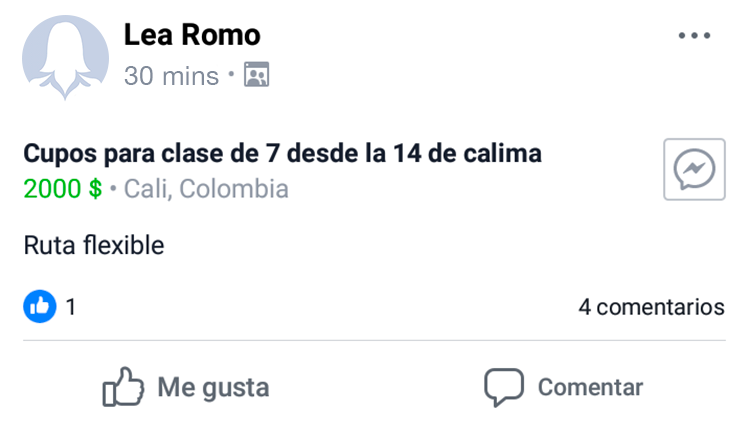 Lea Romo
30 mins •
Cupos para clase de 7 desde la 14 de calima
2000 $ • Cali, Colombia
Ruta flexible
1
4 comentarios
Me gusta
Comentar